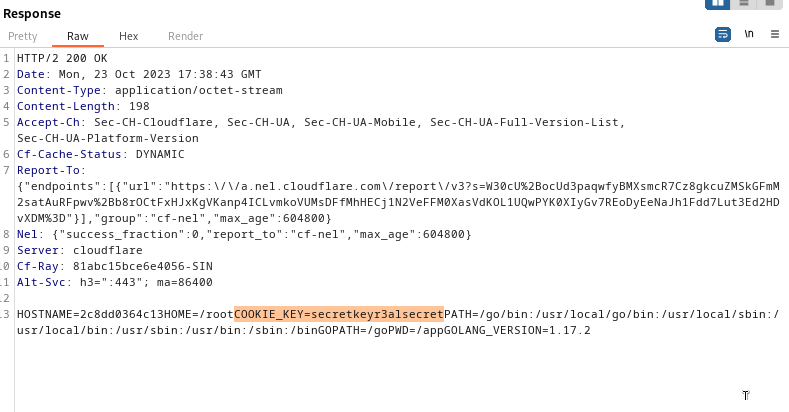 Response
Pretty Raw Hex Render \n
1 HTTP/2 200 OK
2 Date: Mon, 23 Oct 2023 17:38:43 GMT
3 Content-Type: application/octet-stream
4 Content-Length: 198
5 Accept-Ch: Sec-CH-Cloudflare, Sec-CH-UA, Sec-CH-UA-Mobile, Sec-CH-UA-Full-Version-List,
Sec-CH-UA-Platform-Version
6 Cf-Cache-Status: DYNAMIC
7 Report-To:
{"endpoints":[{"url":"https:\/\/a.nel.cloudflare.com\/report\/v3?s=W30cU%2BocUd3paqwfyBMXsmcR7Cz8gkcuZMSkGFmM
2satAuRFpwv%2Bb8rOCtFxHJxKgVKanp4ICLvmkoVUMsDFfMhHECj1N2VeFFM0XasVdKOL1UQwPYK0XIyGv7REoDyEeNaJh1Fdd7Lut3Ed2HD
vXDM%3D"}],"group":"cf-nel","max_age":604800}
8 Nel: {"success_fraction":0,"report_to":"cf-nel","max_age":604800}
9 Server: cloudflare
10 Cf-Ray: 81abc15bce6e4056-SIN
11 Alt-Svc: h3=":443"; ma=86400
12
13 HOSTNAME=2c8dd0364c13HOME=/rootCOOKIE_KEY=secretkeyr3alsecretPATH=/go/bin:/usr/local/go/bin:/usr/local/sbin:/
usr/local/bin:/usr/sbin:/usr/bin:/sbin:/binGOPATH=/goPWD=/appGOLANG_VERSION=1.17.2